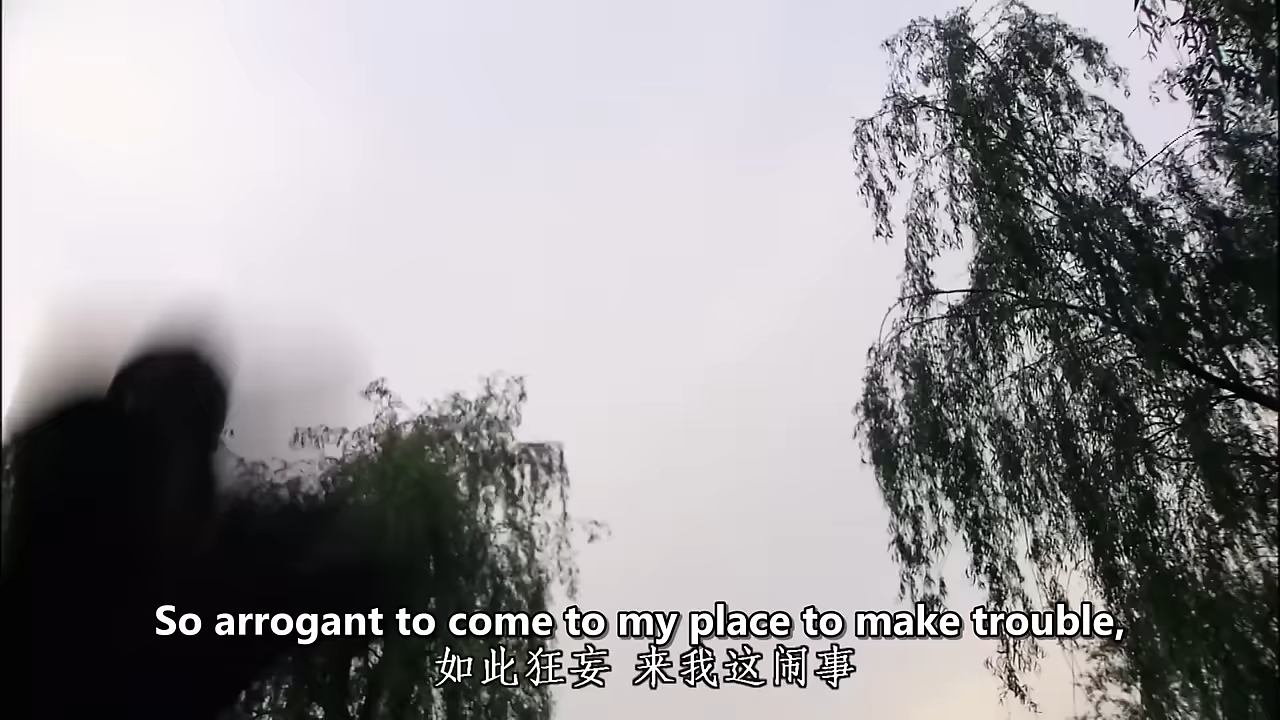 So arrogant to come to my place to make trouble,
如此狂妄 来我这闹事